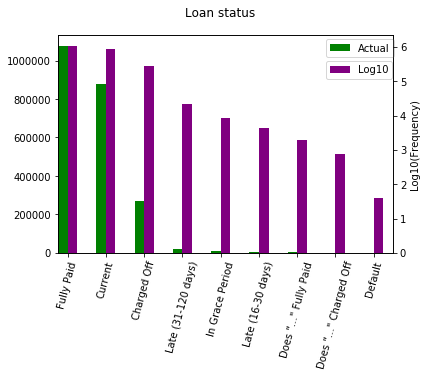 Loan status
Actual
Log10
1000000
800000
600000
400000
200000
0
6
5
4
3
2
1
0
Log10(Frequency)
Fully Paid
Current
Charged Off
Late (31-120 days)
In Grace Period
Late (16-30 days)
Does "..." Fully Paid
Does "..." Charged Off
Default